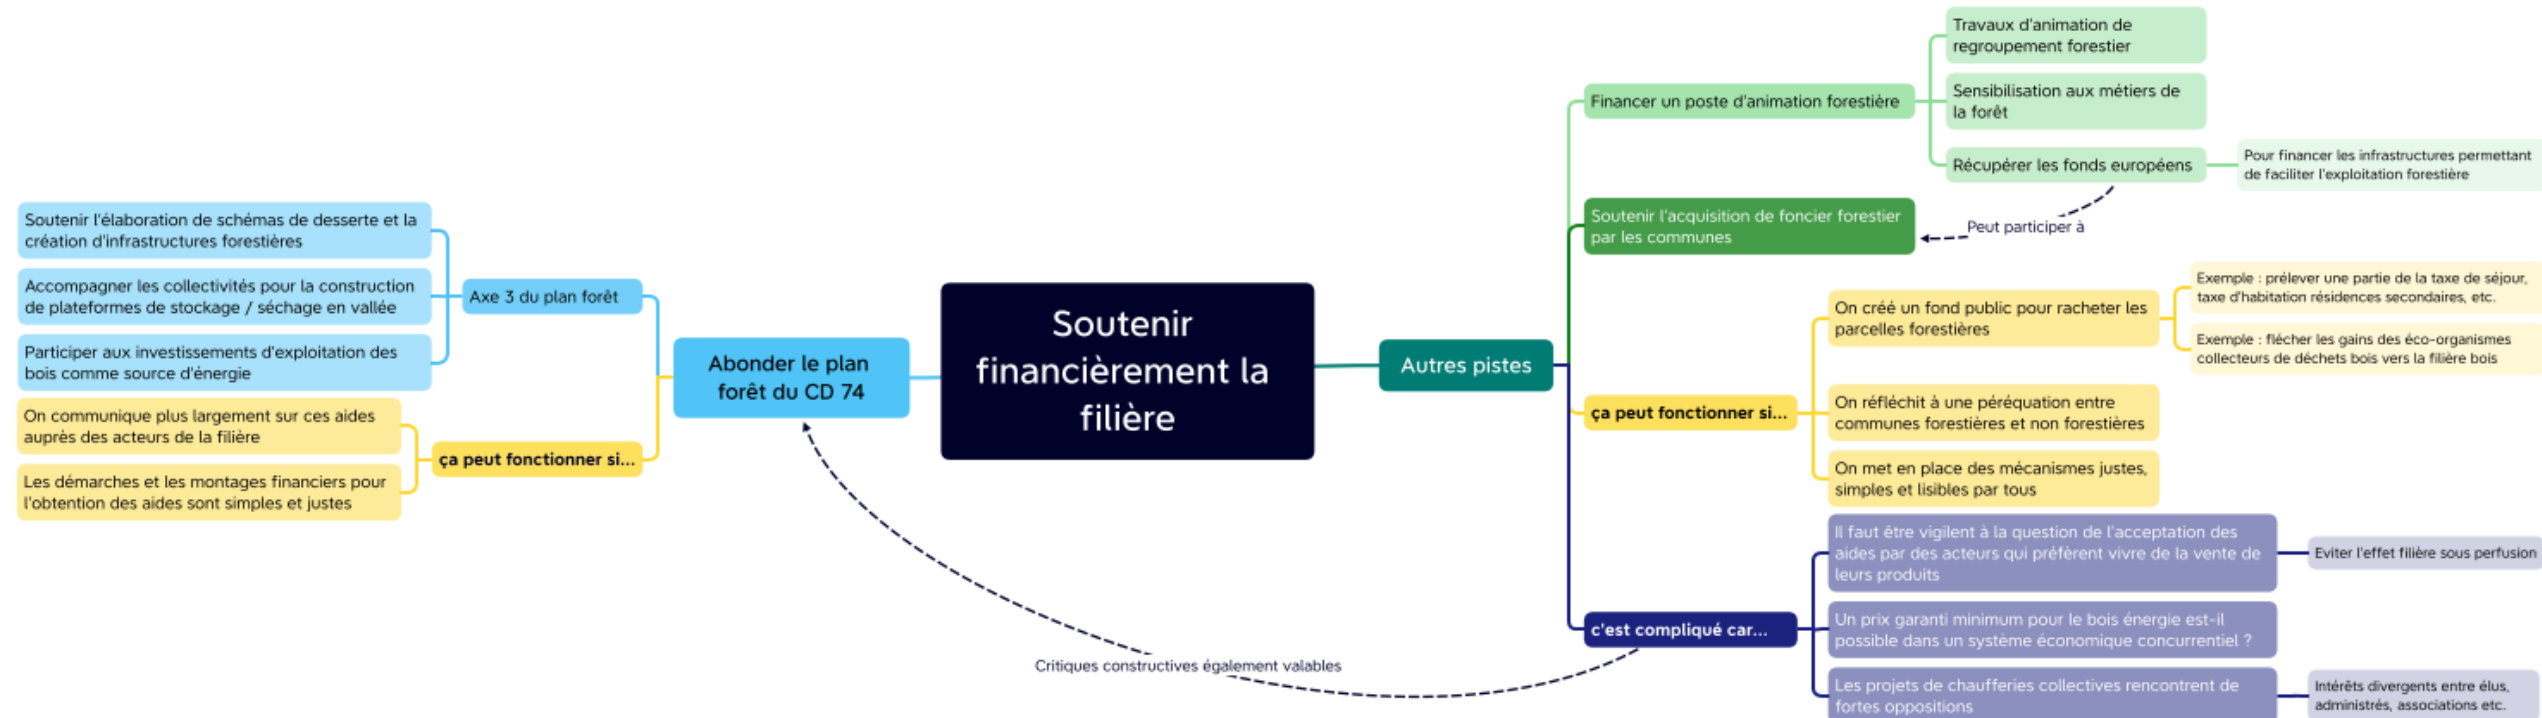 Soutenir
financièrement la
filière
Abonder le plan
forêt du CD 74
Axe 3 du plan forêt
Soutenir l'élaboration de schémas de desserte et la
création d'infrastructures forestières
Accompagner les collectivités pour la construction
de plateformes de stockage / séchage en vallée
Participer aux investissements d'exploitation des
bois comme source d'énergie
ça peut fonctionner si...
On communique plus largement sur ces aides
auprès des acteurs de la filière
Les démarches et les montages financiers pour
l'obtention des aides sont simples et justes
Autres pistes
Financer un poste d'animation forestière
Travaux d'animation de
regroupement forestier
Sensibilisation aux métiers de
la forêt
Récupérer les fonds européens
Pour financer les infrastructures permettant
de faciliter l'exploitation forestière
Peut participer à
Soutenir l'acquisition de foncier forestier
par les communes
ça peut fonctionner si...
On créé un fond public pour racheter les
parcelles forestières
Exemple : prélever une partie de la taxe de séjour,
taxe d'habitation résidences secondaires, etc.
Exemple : flécher les gains des éco-organismes
collecteurs de déchets bois vers la filière bois
On réfléchit à une péréquation entre
communes forestières et non forestières
On met en place des mécanismes justes,
simples et lisibles par tous
c'est compliqué car...
Il faut être vigilent à la question de l'acceptation des
aides par des acteurs qui préfèrent vivre de la vente de
leurs produits
Eviter l'effet filière sous perfusion
Un prix garanti minimum pour le bois énergie est-il
possible dans un système économique concurrentiel ?
Les projets de chaufferies collectives rencontrent de
fortes oppositions
Intérêts divergents entre élus,
administrés, associations etc.
Critiques constructives également valables